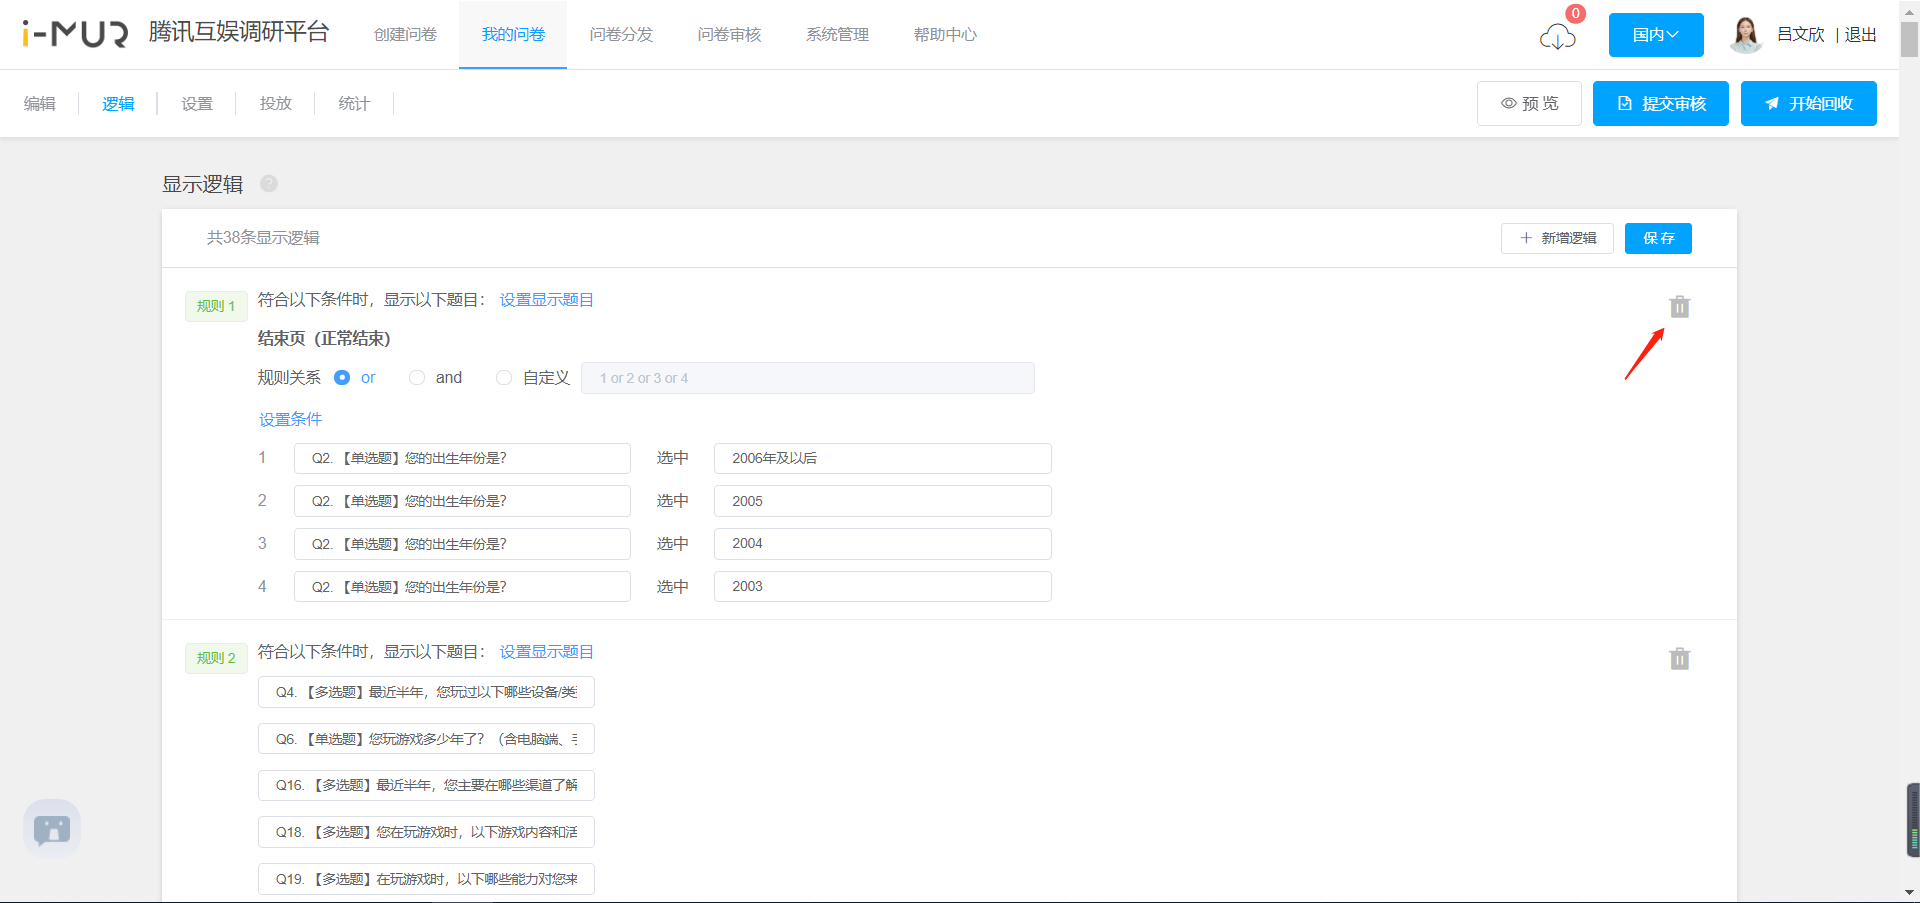 i-MUR 腾讯互娱调研平台 创建问卷 我的问卷 问卷分发 问卷审核 系统管理 帮助中心 0 国内 吕文欣 | 退出
编辑 逻辑 设置 投放 统计 预 览 提交审核 开始回收
显示逻辑 ?
共38条显示逻辑 + 新增逻辑 保 存
规则 1 符合以下条件时，显示以下题目： 设置显示题目
结束页（正常结束）
规则关系 or and 自定义 1 or 2 or 3 or 4
设置条件
1 Q2. 【单选题】您的出生年份是？ 选中 2006年及以后
2 Q2. 【单选题】您的出生年份是？ 选中 2005
3 Q2. 【单选题】您的出生年份是？ 选中 2004
4 Q2. 【单选题】您的出生年份是？ 选中 2003
规则 2 符合以下条件时，显示以下题目： 设置显示题目
Q4. 【多选题】最近半年，您玩过以下哪些设备/类
Q6. 【单选题】您玩游戏多少年了？（含电脑端、
Q16. 【多选题】最近半年，您主要在哪些渠道了解
Q18. 【多选题】您在玩游戏时，以下游戏内容和活
Q19. 【多选题】在玩游戏时，以下哪些能力对您来